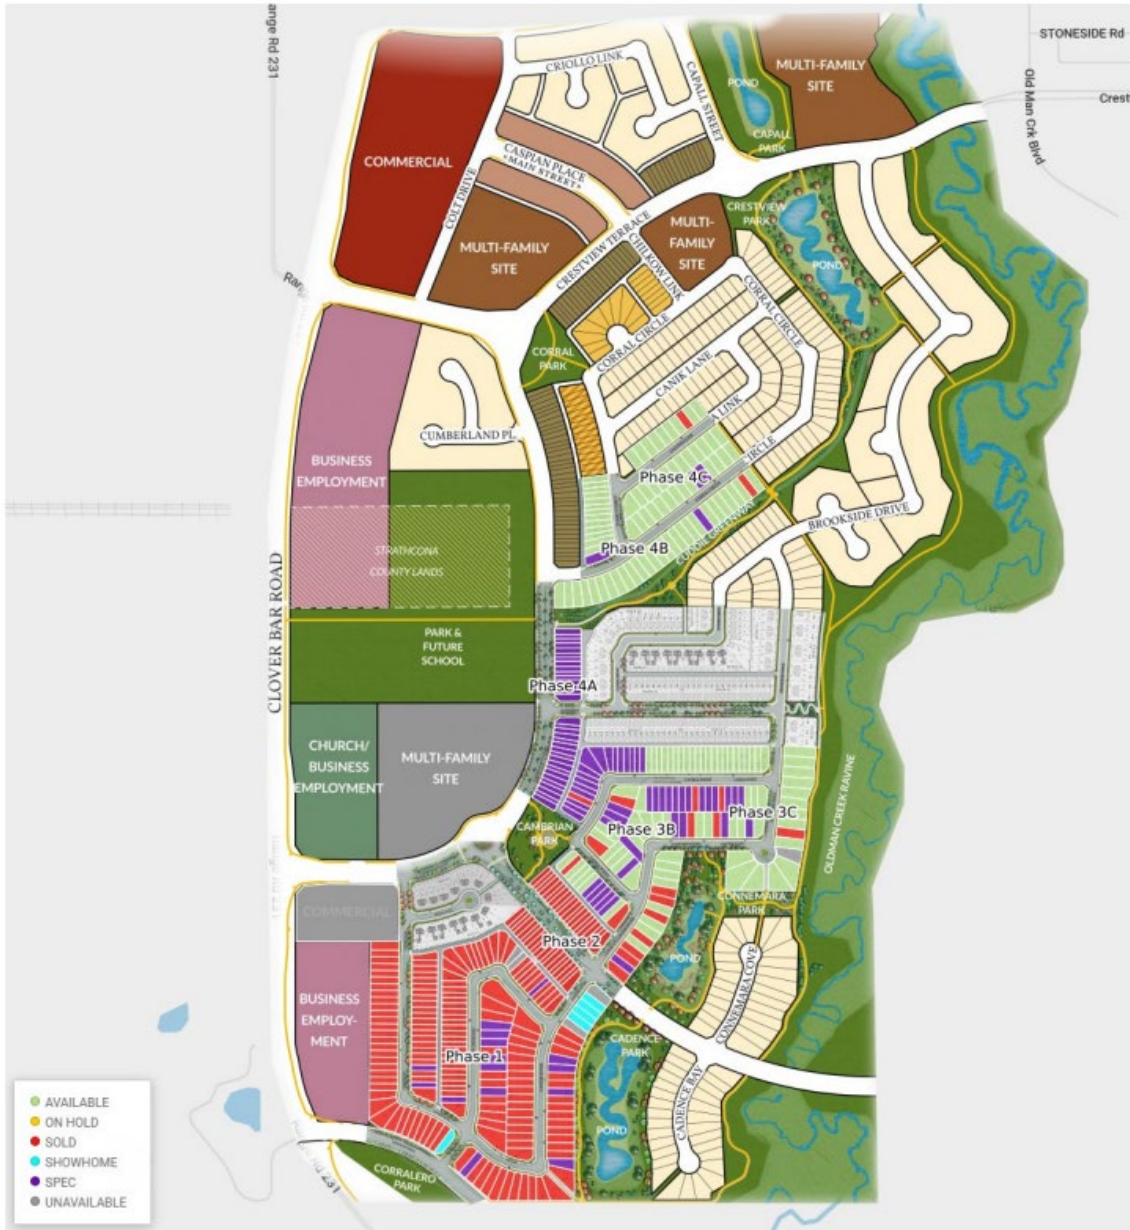 ange Rd 231
STONESIDE Rd
Old Man Crk Blvd
Crest
CRIOLLO LINK
CAPALL STREET
POND
MULTI-FAMILY
SITE
CAPALL
PARK
COMMERCIAL
COLT DRIVE
CASPIAN PLACE
"MAIN STREET"
MULTI-FAMILY
SITE
CRESTVIEW TERRACE
CHILKOW LINK
MULTI-
FAMILY
SITE
CRESTVIEW
PARK
POND
CORRAL CIRCLE
CORRAL CIRCLE
CORRAL
PARK
CANIK LANE
A LINK
CIRCLE
CUMBERLAND PL.
BUSINESS
EMPLOYMENT
Phase 4C
Phase 4B
BROOKSIDE DRIVE
STRATHCONA
COUNTY LANDS
CLOVER BAR ROAD
PARK &
FUTURE
SCHOOL
Phase 4A
CHURCH/
BUSINESS
EMPLOYMENT
MULTI-FAMILY
SITE
CAMBRIAN
PARK
Phase 3B
Phase 3C
OLDMAN CREEK RAVINE
CONNEMARA
PARK
COMMERCIAL
Phase 2
POND
CONNEMARA COVE
BUSINESS
EMPLOY-
MENT
Phase 1
CADENCE
PARK
CADENCE BAY
POND
CORRALERO
PARK
AVAILABLE
ON HOLD
SOLD
SHOWHOME
SPEC
UNAVAILABLE